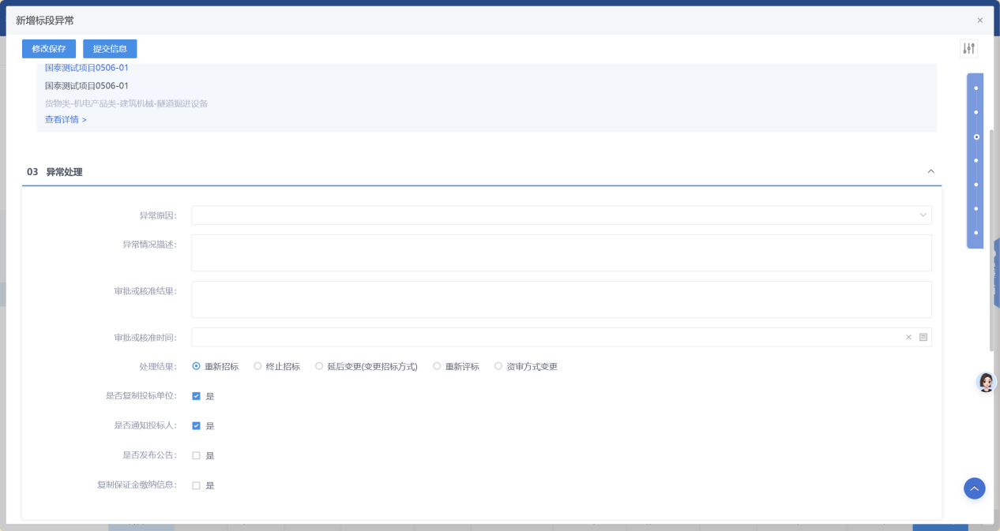 新增标段异常
修改保存 提交信息
国泰测试项目0506-01
国泰测试项目0506-01
货物类-机电产品类-建筑机械-隧道掘进设备
查看详情 >
03 异常处理
异常原因：
异常情况描述：
审批或核准结果：
审批或核准时间：
处理结果： 重新招标 终止招标 延后变更(变更招标方式) 重新评标 资审方式变更
是否复制投标单位： 是
是否通知投标人： 是
是否发布公告： 是
复制保证金缴纳信息： 是